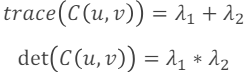 trace(C(u, v)) = λ₁ + λ₂
det(C(u, v)) = λ₁ * λ₂